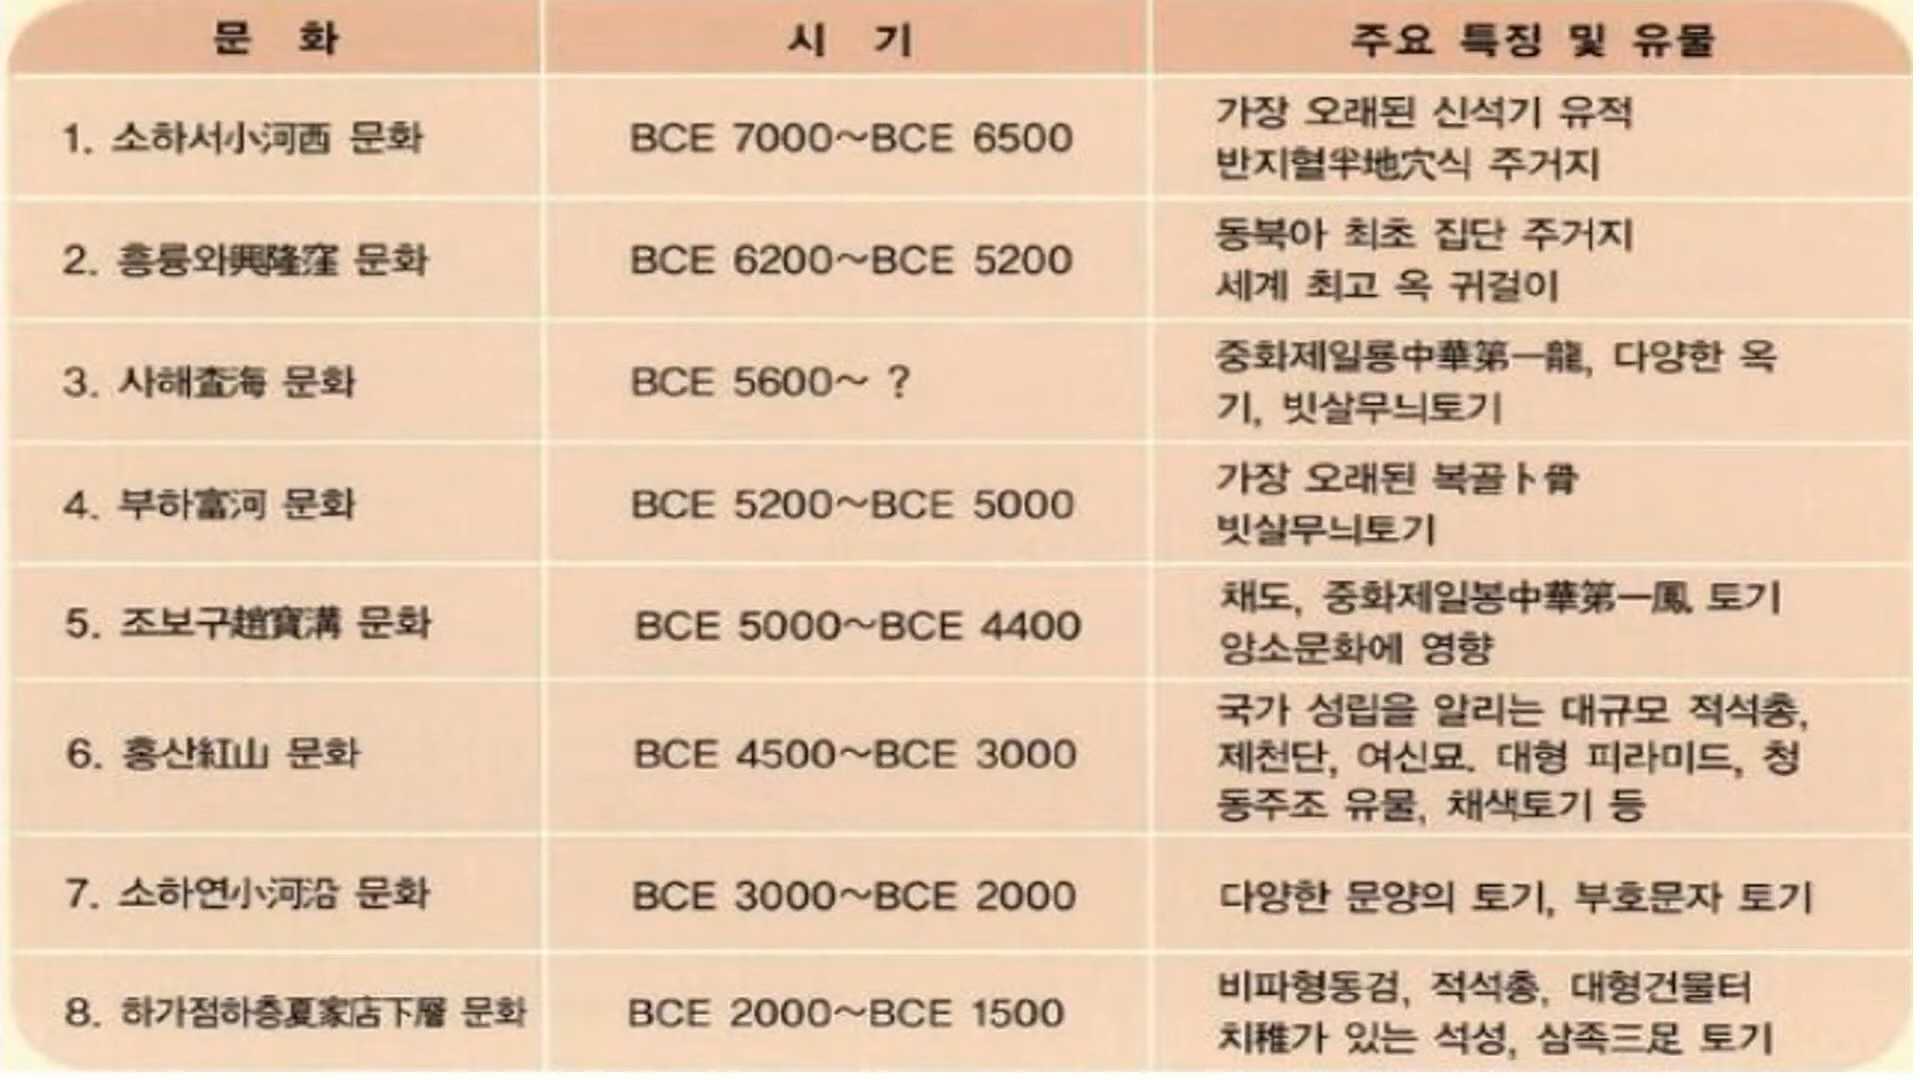 문 화
시 기
주요 특징 및 유물
1. 소하서小河西 문화
BCE 7000~BCE 6500
가장 오래된 신석기 유적
반지혈半地穴식 주거지
2. 흥륭와興隆窪 문화
BCE 6200~BCE 5200
동북아 최초 집단 주거지
세계 최고 옥 귀걸이
3. 사해査海 문화
BCE 5600~ ?
중화제일룡中華第一龍, 다양한 옥
기, 빗살무늬토기
4. 부하富河 문화
BCE 5200~BCE 5000
가장 오래된 복골卜骨
빗살무늬토기
5. 조보구趙寶溝 문화
BCE 5000~BCE 4400
채도, 중화제일봉中華第一鳳 토기
앙소문화에 영향
6. 홍산紅山 문화
BCE 4500~BCE 3000
국가 성립을 알리는 대규모 적석총,
제천단, 여신묘. 대형 피라미드, 청
동주조 유물, 채색토기 등
7. 소하연小河沿 문화
BCE 3000~BCE 2000
다양한 문양의 토기, 부호문자 토기
8. 하가점하층夏家店下層 문화
BCE 2000~BCE 1500
비파형동검, 적석총, 대형건물터
치稚가 있는 석성, 삼족三足 토기